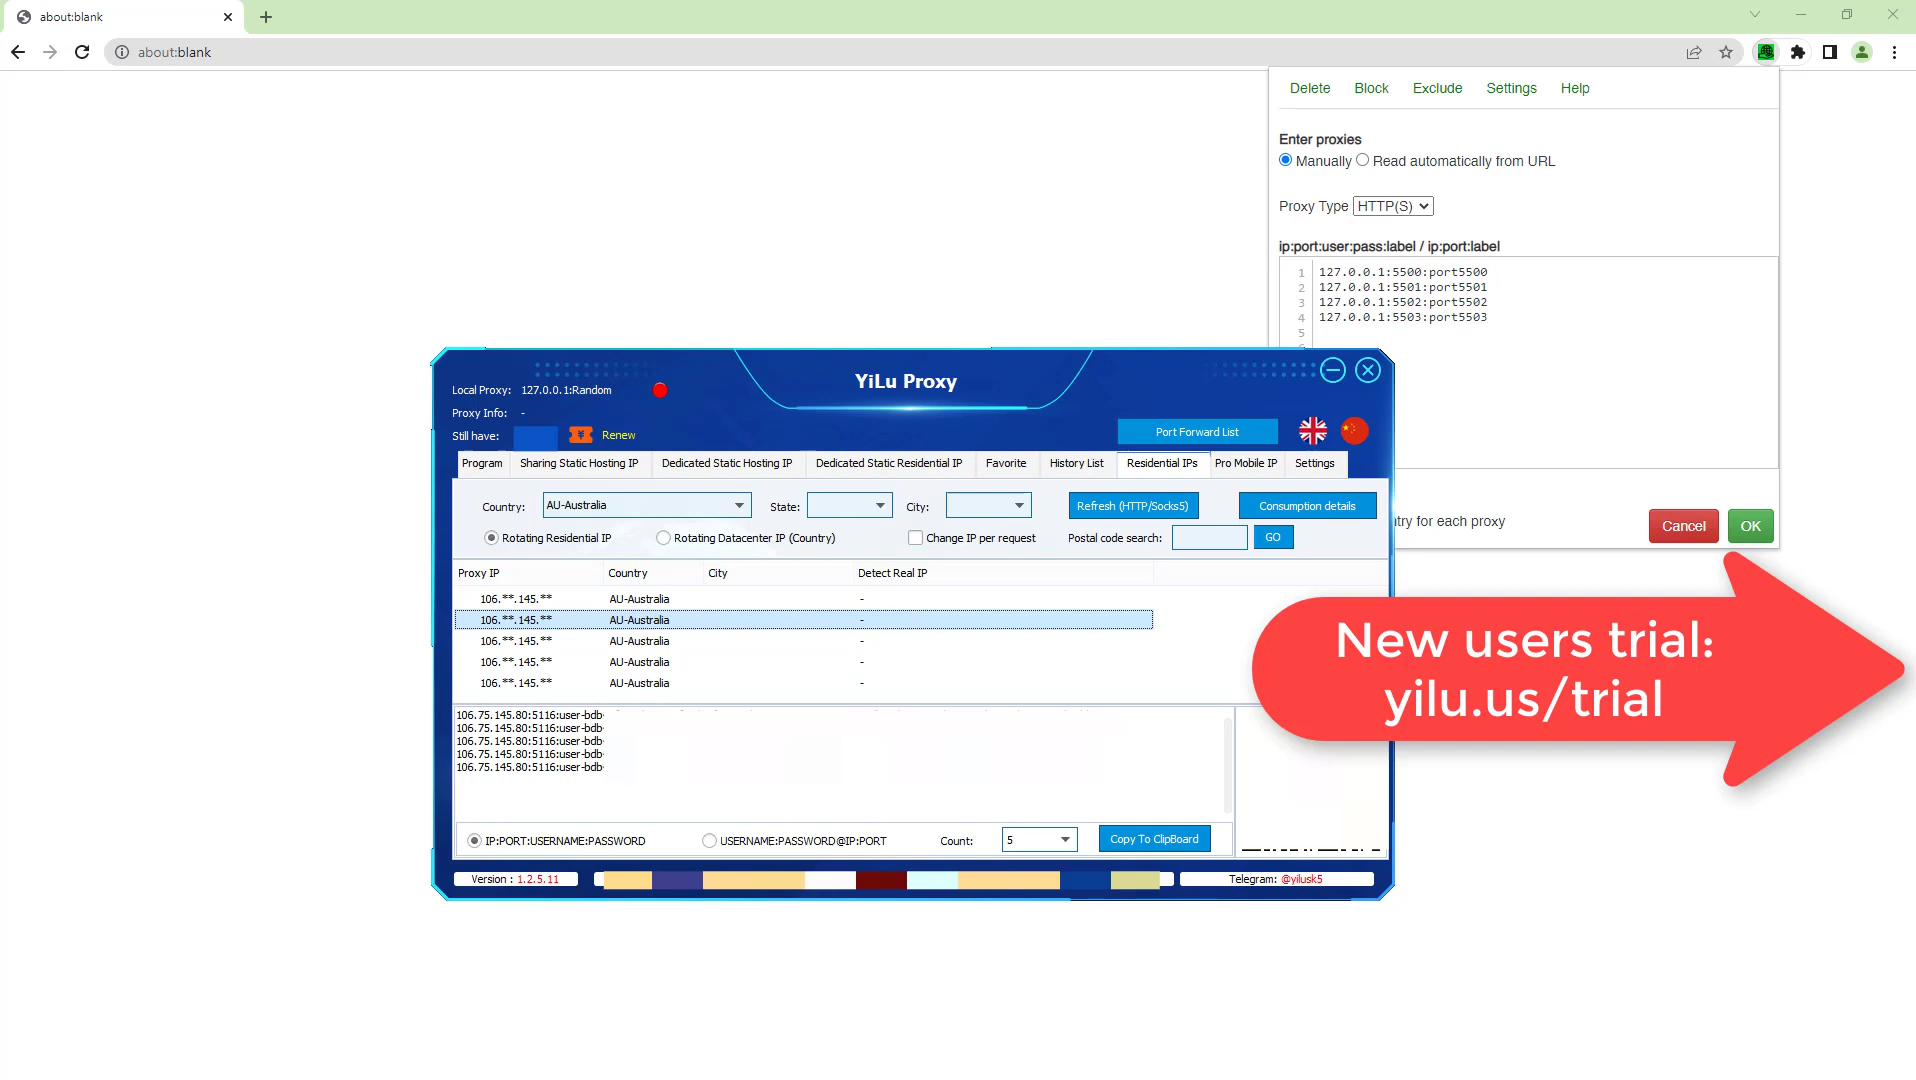 about:blank
about:blank
Delete Block Exclude Settings Help
Enter proxies
Manually Read automatically from URL
Proxy Type HTTP(S)
ip:port:user:pass:label / ip:port:label
1 127.0.0.1:5500:port5500
2 127.0.0.1:5501:port5501
3 127.0.0.1:5502:port5502
4 127.0.0.1:5503:port5503
5
try for each proxy
Cancel OK
YiLu Proxy
Local Proxy: 127.0.0.1:Random
Proxy Info: -
Still have: Renew
Port Forward List
Program Sharing Static Hosting IP Dedicated Static Hosting IP Dedicated Static Residential IP Favorite History List Residential IPs Pro Mobile IP Settings
Country: AU-Australia State: City: Refresh (HTTP/Socks5) Consumption details
Rotating Residential IP Rotating Datacenter IP (Country) Change IP per request Postal code search: GO
Proxy IP Country City Detect Real IP
106.**.145.** AU-Australia -
106.**.145.** AU-Australia -
106.**.145.** AU-Australia -
106.**.145.** AU-Australia -
106.**.145.** AU-Australia -
106.75.145.80:5116:user-bdb
106.75.145.80:5116:user-bdb
106.75.145.80:5116:user-bdb
106.75.145.80:5116:user-bdb
106.75.145.80:5116:user-bdb
IP:PORT:USERNAME:PASSWORD USERNAME:PASSWORD@IP:PORT Count: 5 Copy To ClipBoard
Version : 1.2.5.11 Telegram: @yilusk5
New users trial:
yilu.us/trial